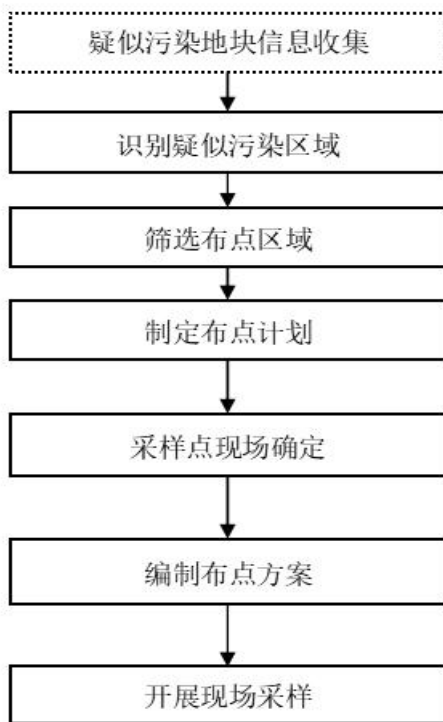 疑似污染地块信息收集
识别疑似污染区域
筛选布点区域
制定布点计划
采样点现场确定
编制布点方案
开展现场采样